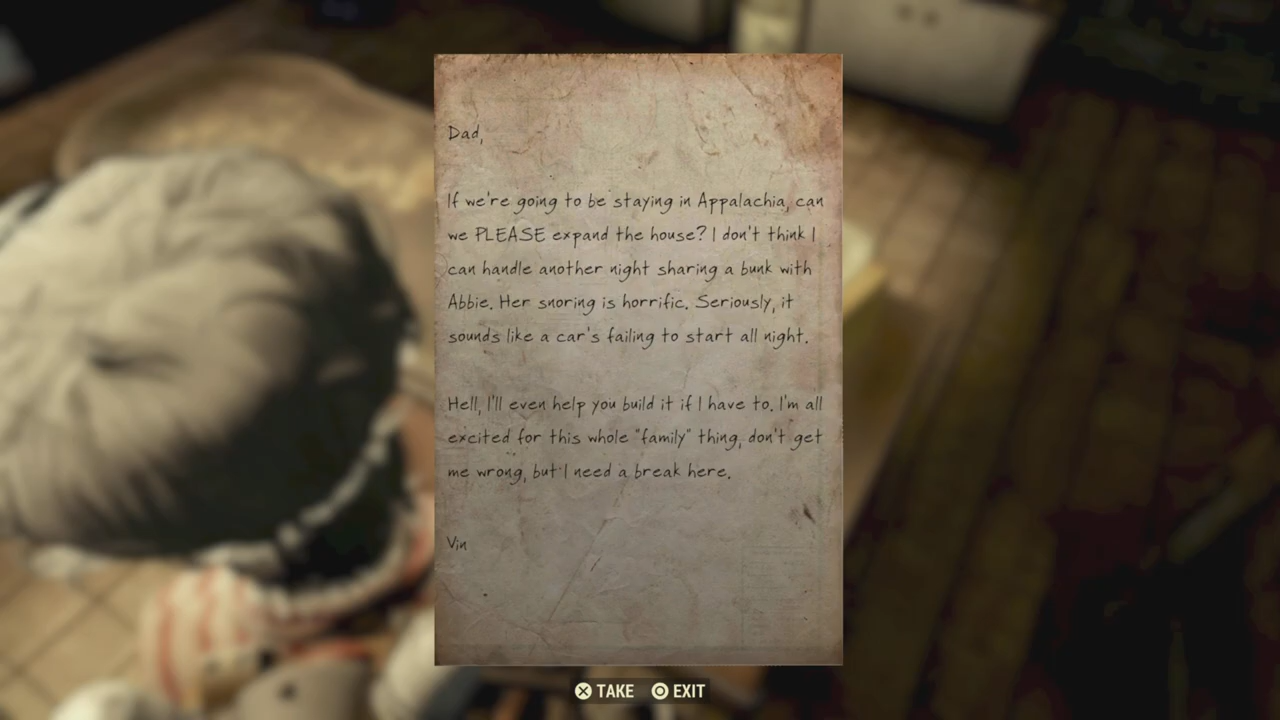 Dad,
If we're going to be staying in Appalachia, can
we PLEASE expand the house? I don't think I
can handle another night sharing a bunk with
Abbie. Her snoring is horrific. Seriously, it
sounds like a car's failing to start all night.
Hell, I'll even help you build it if I have to. I'm all
excited for this whole "family" thing, don't get
me wrong, but I need a break here.
Vin
TAKE EXIT